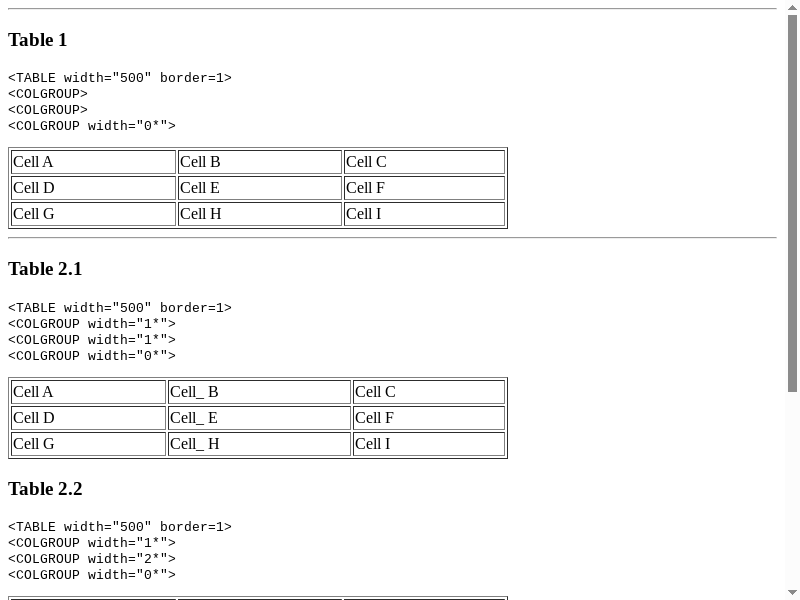 Table 1
<TABLE width="500" border=1>
<COLGROUP>
<COLGROUP>
<COLGROUP width="0*">
Cell A Cell B Cell C
Cell D Cell E Cell F
Cell G Cell H Cell I
Table 2.1
<TABLE width="500" border=1>
<COLGROUP width="1*">
<COLGROUP width="1*">
<COLGROUP width="0*">
Cell A Cell_ B Cell C
Cell D Cell_ E Cell F
Cell G Cell_ H Cell I
Table 2.2
<TABLE width="500" border=1>
<COLGROUP width="1*">
<COLGROUP width="2*">
<COLGROUP width="0*">